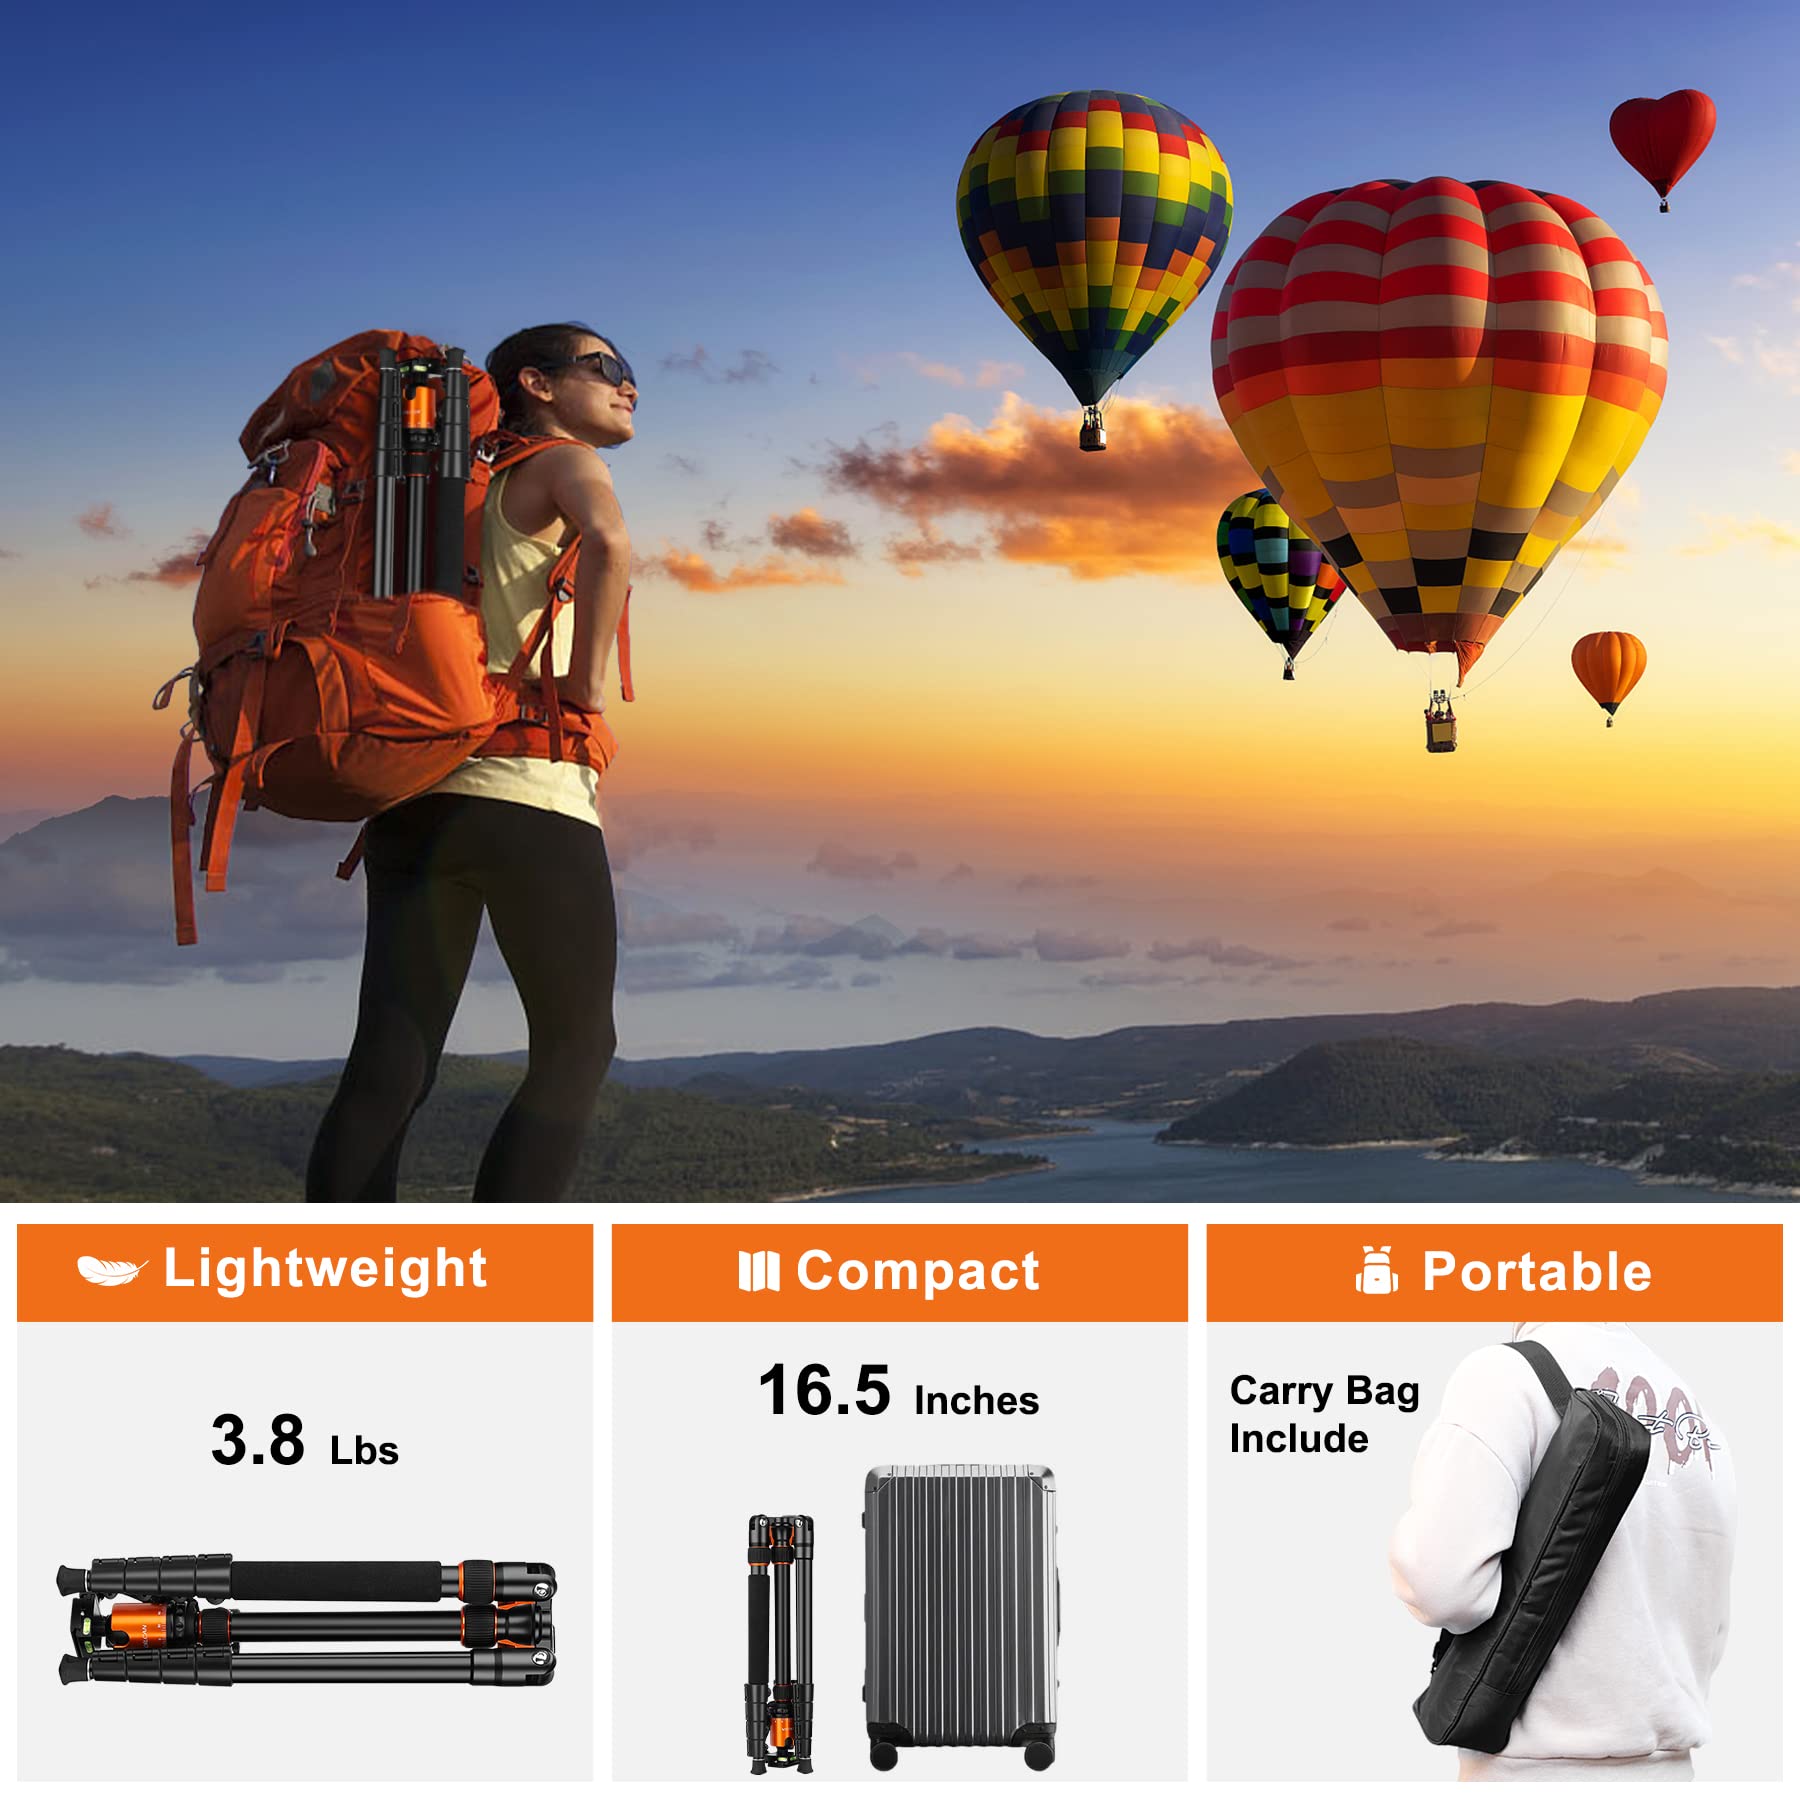 Lightweight
Compact
Portable
3.8 Lbs
16.5 Inches
Carry Bag
Include